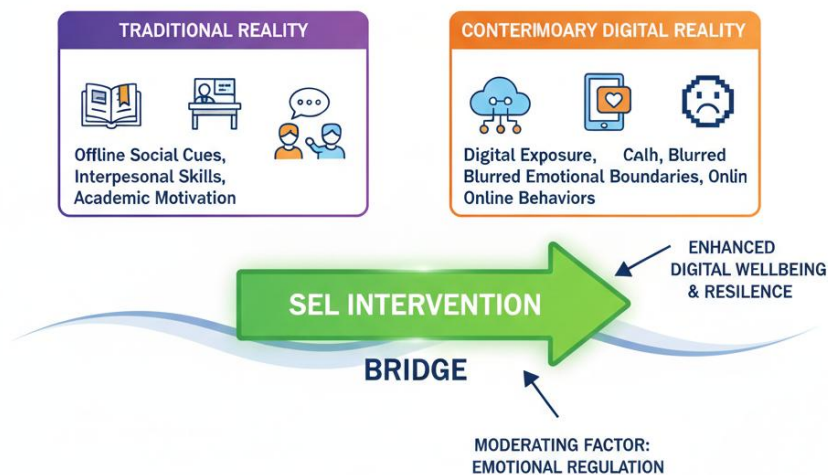 TRADITIONAL REALITY
Offline Social Cues,
Interpesonal Skills,
Academic Motivation
CONTERIMOARY DIGITAL REALITY
Digital Exposure, Calh, Blurred
Blurred Emotional Boundaries, Onlin
Online Behaviors
SEL INTERVENTION
BRIDGE
ENHANCED
DIGITAL WELLBEING
& RESILENCE
MODERATING FACTOR:
EMOTIONAL REGULATION